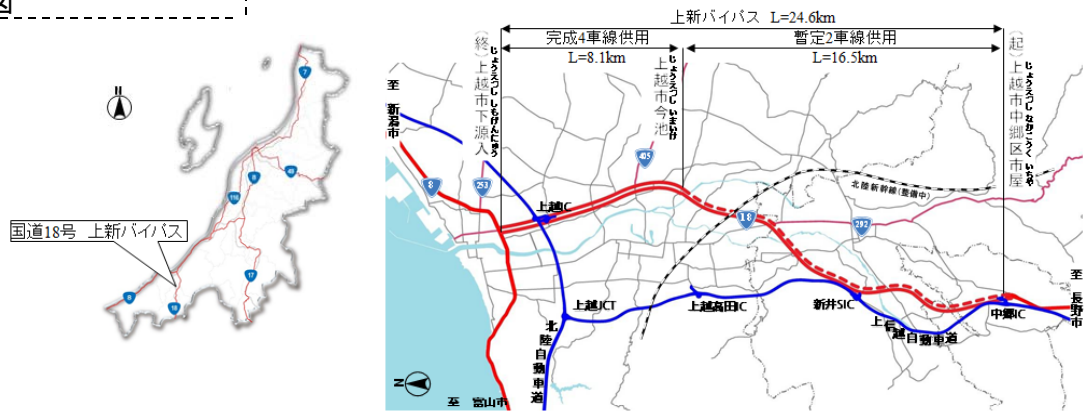 図
N
7
8
49
116
17
8
18
国道18号 上新バイパス
上新バイパス L=24.6km
完成4車線供用
L=8.1km
暫定2車線供用
L=16.5km
(終)上越市下源入
じょうえつし しもげんにゅう
上越市今池
じょうえつし いまいけ
(起)上越市中郷区市屋
じょうえつし なかごうく いちや
至 新潟市
8
253
405
上越IC
18
292
北陸新幹線(整備中)
至 長野市
上越JCT
上越高田IC
新井SIC
中郷IC
上信越自動車道
北陸自動車道
N
至 富山市